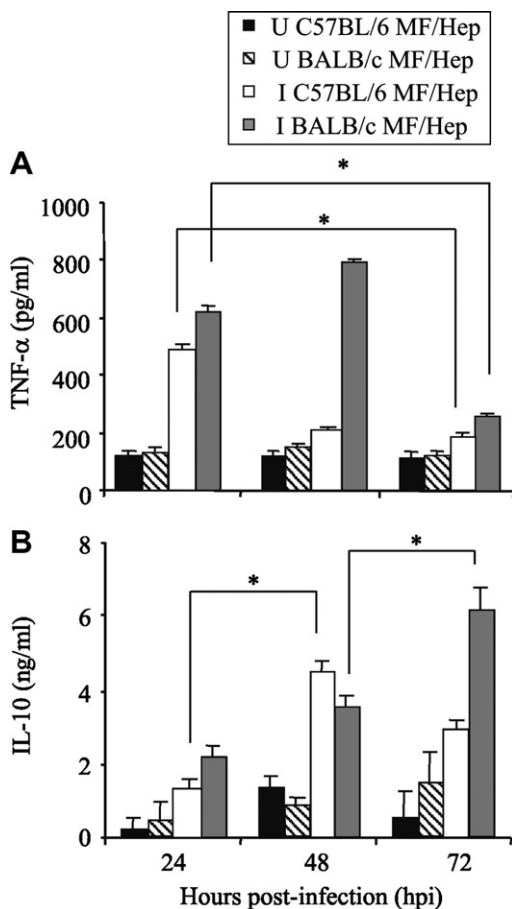 U C57BL/6 MF/Hep
U BALB/c MF/Hep
I C57BL/6 MF/Hep
I BALB/c MF/Hep
A
*
*
1000
800
600
400
200
0
TNF-α (pg/ml)
B
*
*
8
6
4
2
0
IL-10 (ng/ml)
24 48 72
Hours post-infection (hpi)